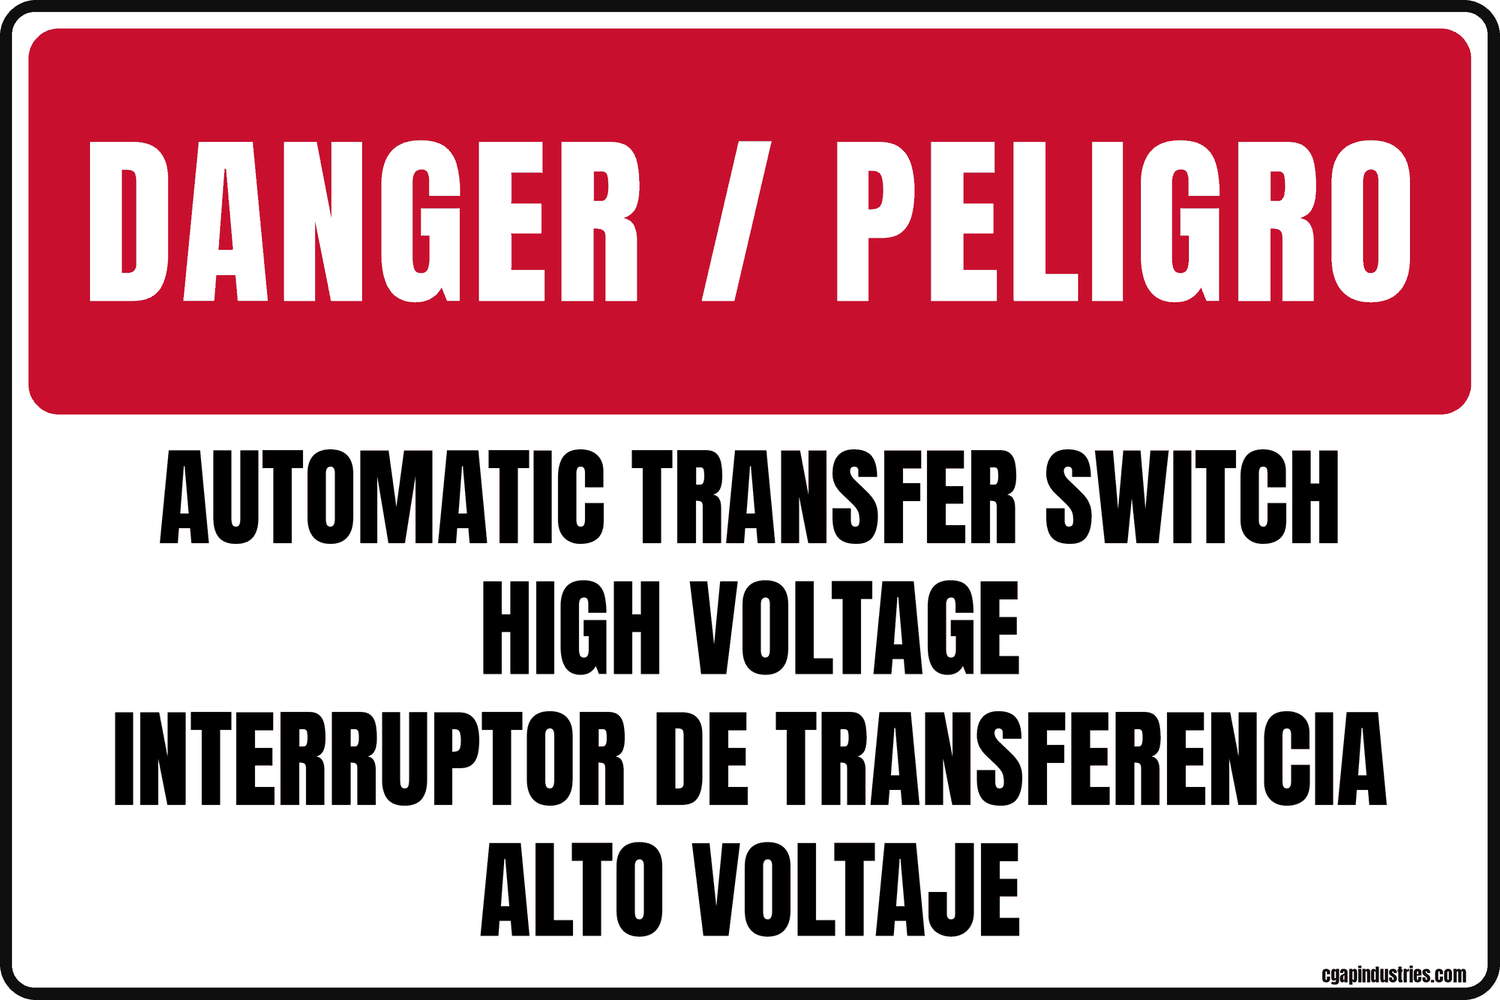 DANGER / PELIGRO
AUTOMATIC TRANSFER SWITCH
HIGH VOLTAGE
INTERRUPTOR DE TRANSFERENCIA
ALTO VOLTAJE
cgapindustries.com